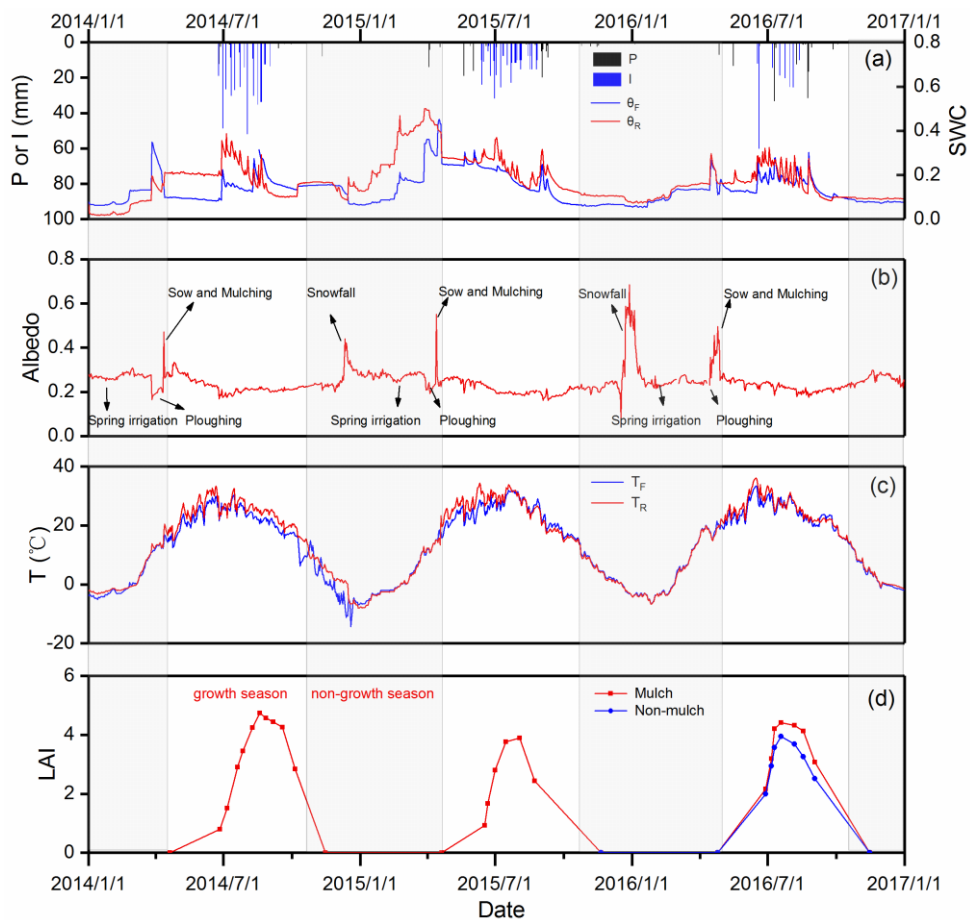 2014/1/1 2014/7/1 2015/1/1 2015/7/1 2016/1/1 2016/7/1 2017/1/1
(a)
P or I (mm)
0
20
40
60
80
100
P
I
θF
θR
0.8
0.6
0.4
0.2
0.0
SWC
(b)
Albedo
0.8
0.6
0.4
0.2
0.0
Sow and Mulching
Snowfall
Sow and Mulching
Snowfall
Sow and Mulching
Spring irrigation
Ploughing
Spring irrigation
Ploughing
Spring irrigation
Ploughing
(c)
T (℃)
40
20
0
-20
TF
TR
(d)
LAI
6
4
2
0
growth season
non-growth season
Mulch
Non-mulch
2014/1/1 2014/7/1 2015/1/1 2015/7/1 2016/1/1 2016/7/1 2017/1/1
Date